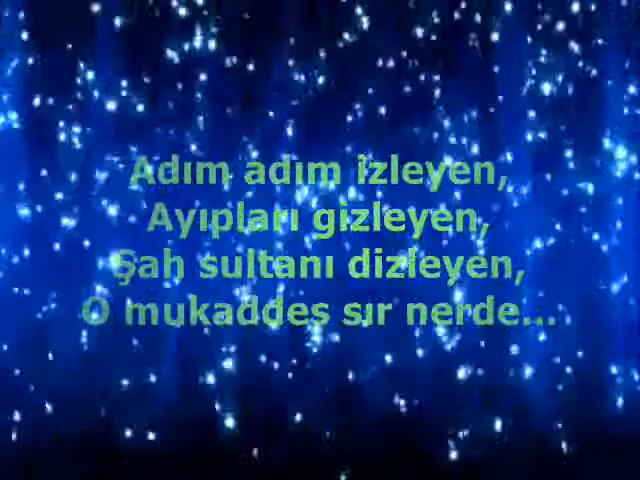 Adım adım izleyen,
Ayıpları gizleyen,
Şah sultanı dizleyen,
O mukaddes sır nerde...